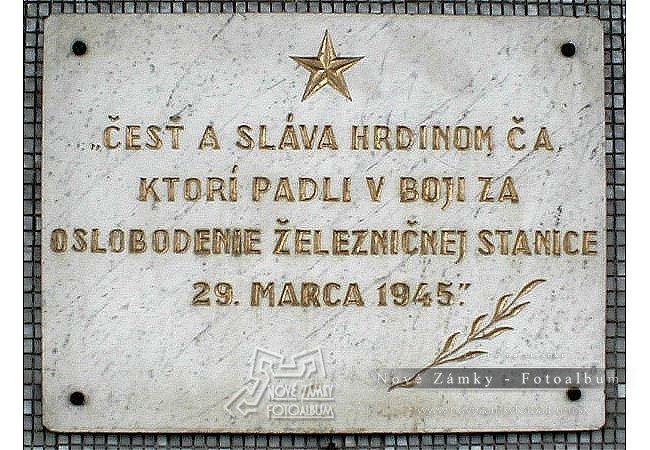 „ČESŤ A SLÁVA HRDINOM ČA,
KTORÍ PADLI V BOJI ZA
OSLOBODENIE ŽELEZNIČNEJ STANICE
29. MARCA 1945."
NOVÉ ZÁMKY
FOTOALBUM
Nové Zámky - Fotoalbum